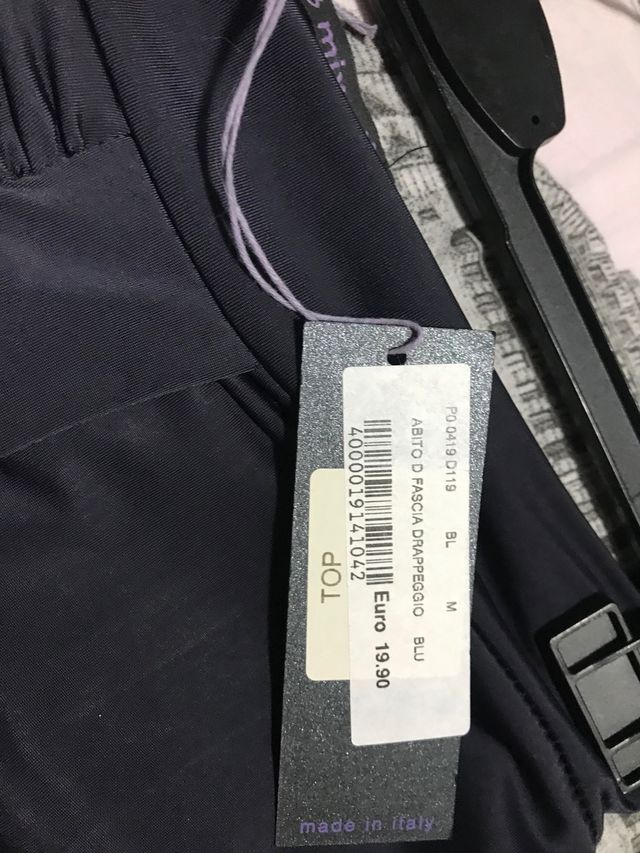 P0 0419 D119 BL M
ABITO D FASCIA DRAPPEGGIO BLU
4000019141042
Euro 19.90
TOP
made in italy